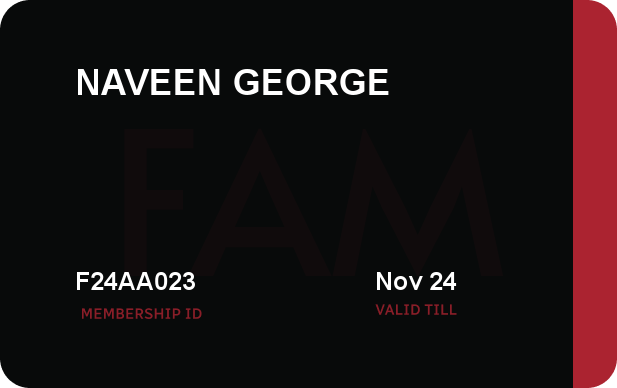 NAVEEN GEORGE
FAM
F24AA023
Nov 24
MEMBERSHIP ID
VALID TILL